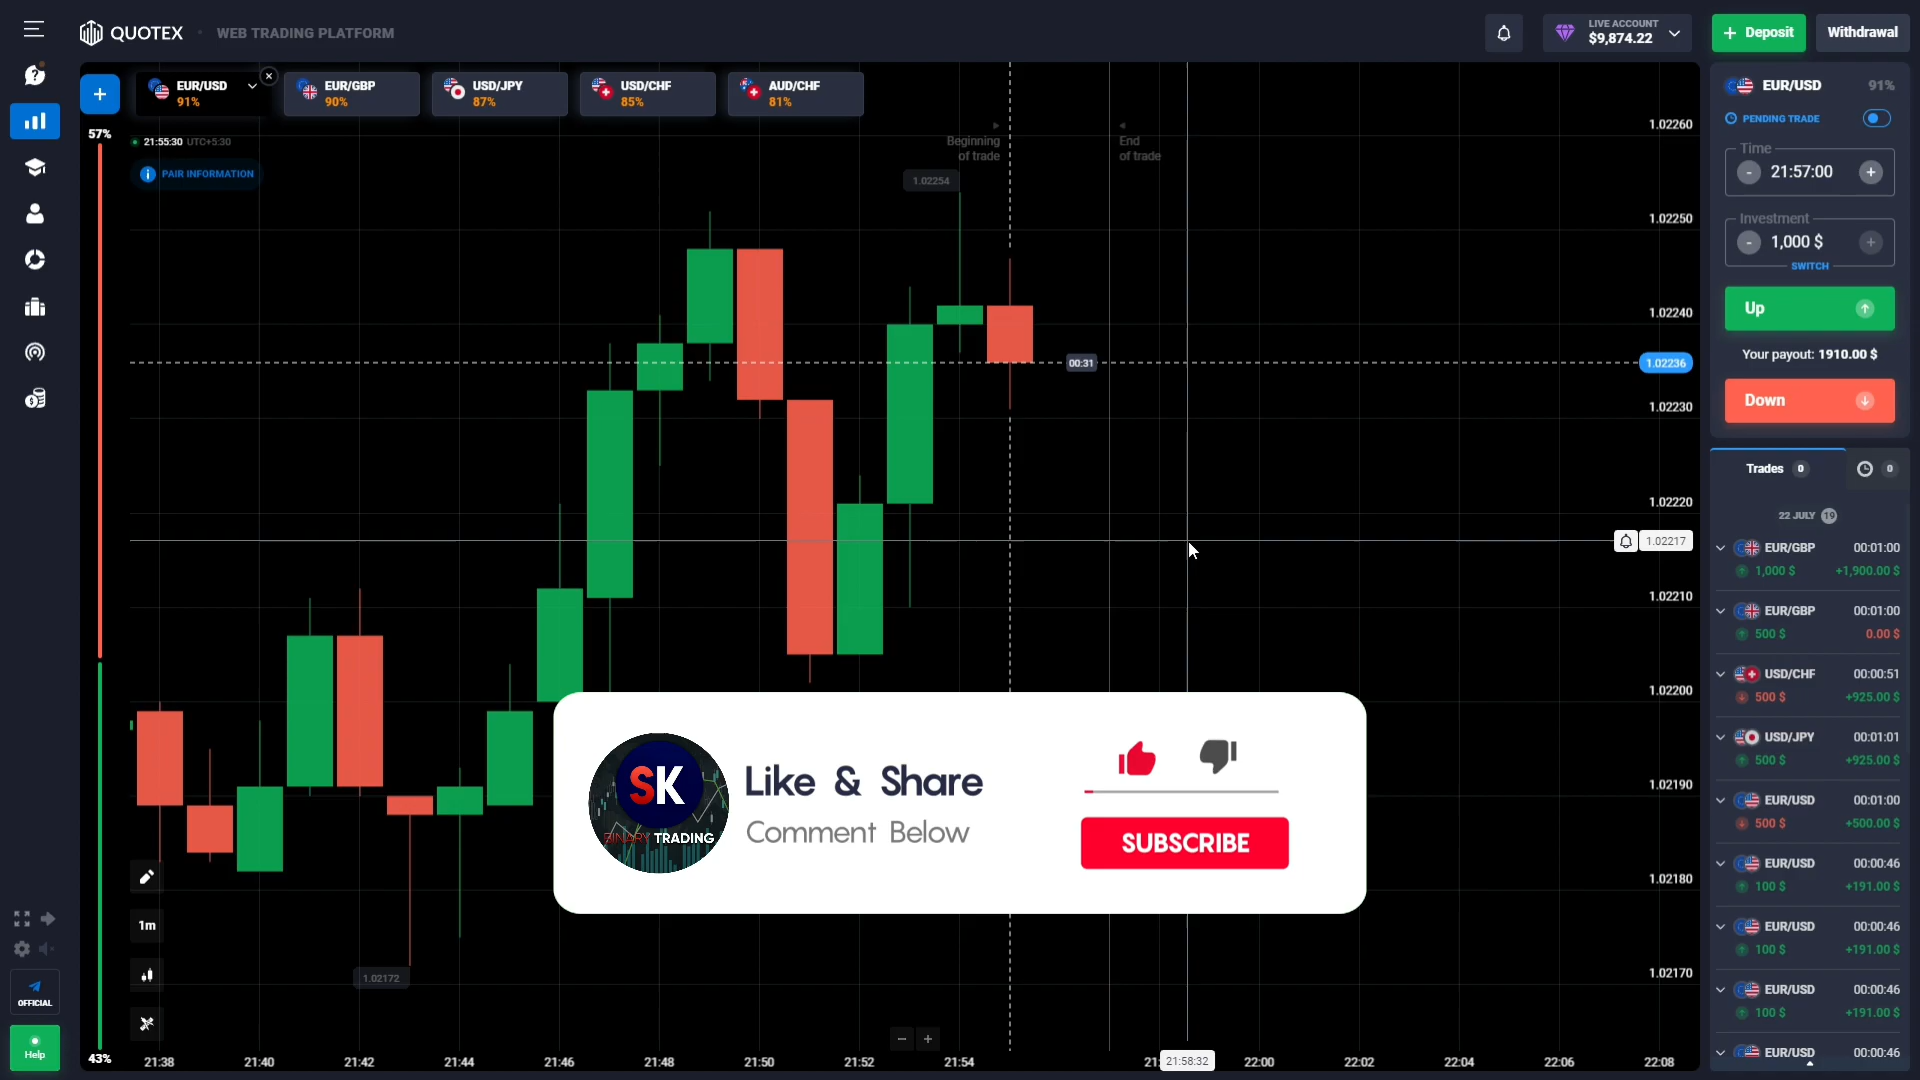 QUOTEX
WEB TRADING PLATFORM
LIVE ACCOUNT
$9,874.22
+ Deposit
Withdrawal
EUR/USD
91%
EUR/GBP
90%
USD/JPY
87%
USD/CHF
85%
AUD/CHF
81%
57%
21:55:30 UTC+5:30
PAIR INFORMATION
Beginning
of trade
End
of trade
1.02254
00:31
1.02172
1.02260
1.02250
1.02240
1.02236
1.02230
1.02220
1.02217
1.02210
1.02200
1.02190
1.02180
1.02170
SK
BINARY TRADING
Like & Share
Comment Below
SUBSCRIBE
1m
OFFICIAL
Help
43%
21:38
21:40
21:42
21:44
21:46
21:48
21:50
21:52
21:54
21:58:32
22:00
22:02
22:04
22:06
22:08
EUR/USD 91%
PENDING TRADE
Time
- 21:57:00 +
Investment
- 1,000 $ +
SWITCH
Up
Your payout: 1910.00 $
Down
Trades 0
0
22 JULY 19
EUR/GBP 00:01:00
1,000 $ +1,900.00 $
EUR/GBP 00:01:00
500 $ 0.00 $
USD/CHF 00:00:51
500 $ +925.00 $
USD/JPY 00:01:01
500 $ +925.00 $
EUR/USD 00:01:00
500 $ +500.00 $
EUR/USD 00:00:46
100 $ +191.00 $
EUR/USD 00:00:46
100 $ +191.00 $
EUR/USD 00:00:46
100 $ +191.00 $
EUR/USD 00:00:46